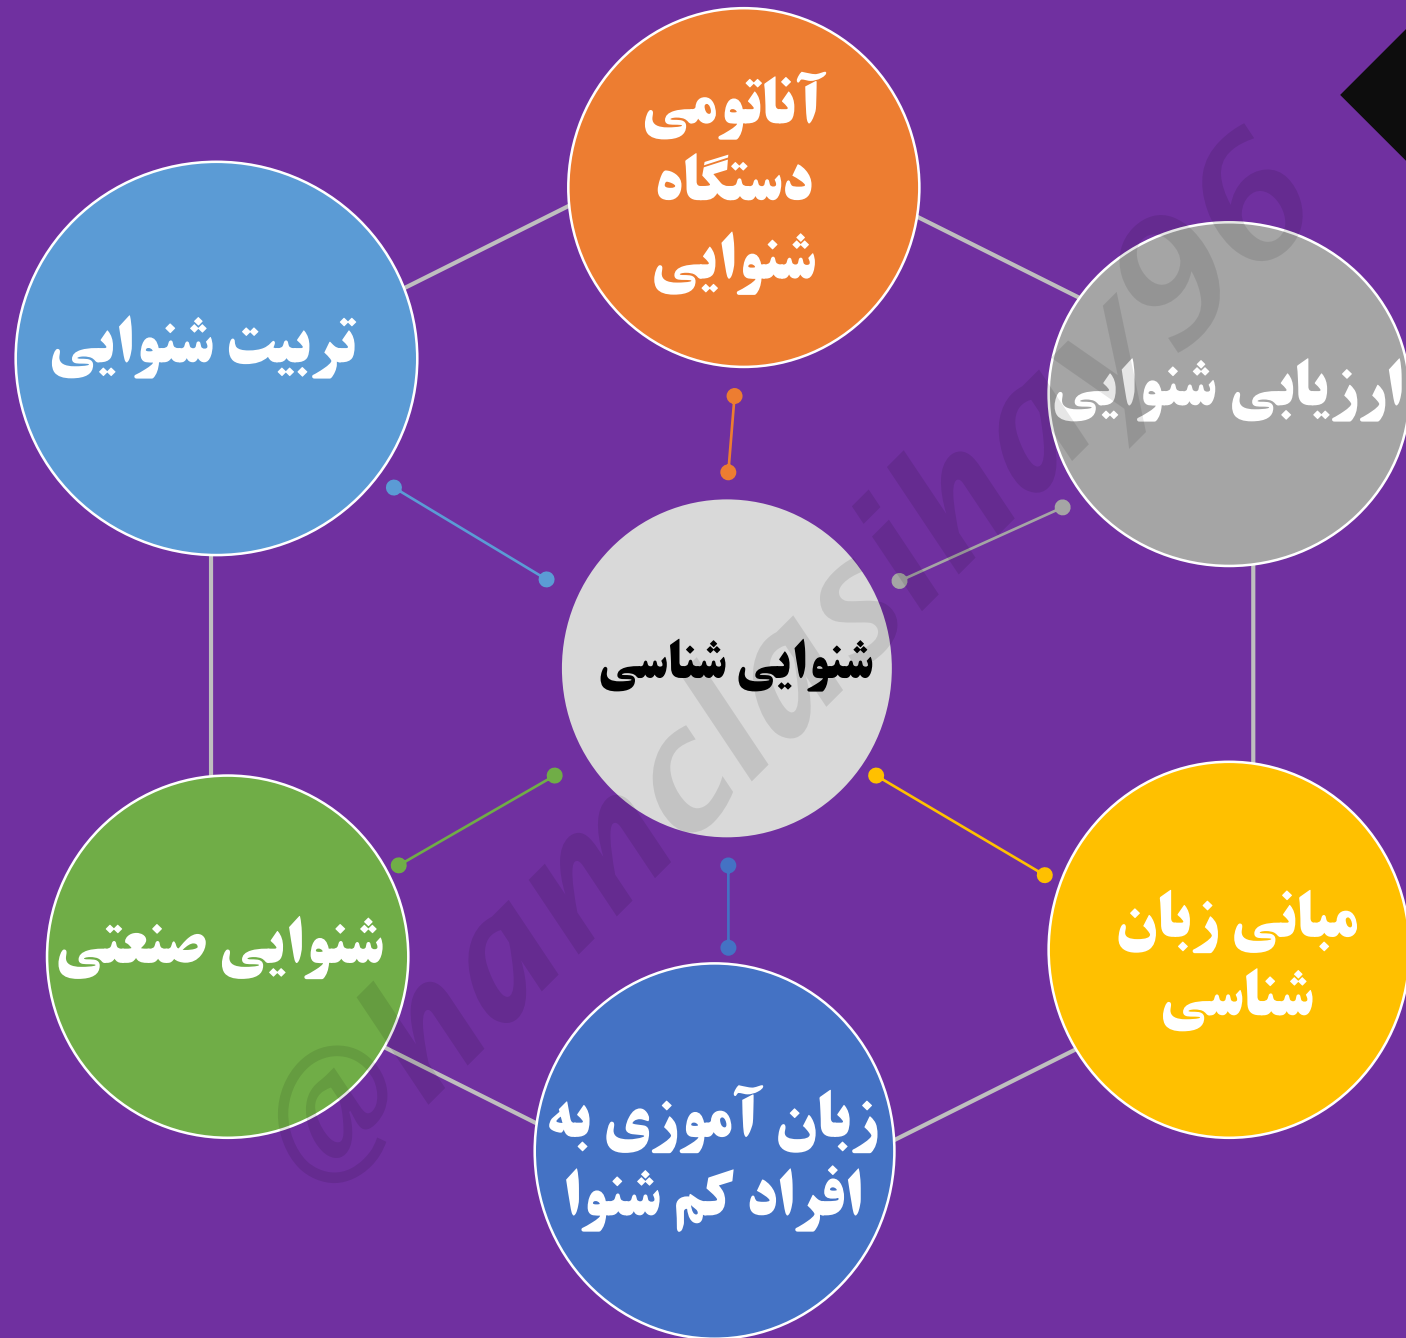 آناتومی
دستگاه
شنوایی
ارزیابی شنوایی
تربیت شنوایی
شنوایی شناسی
مبانی زبان
شناسی
شنوایی صنعتی
زبان آموزی به
افراد کم شنوا
@hamclasihay96